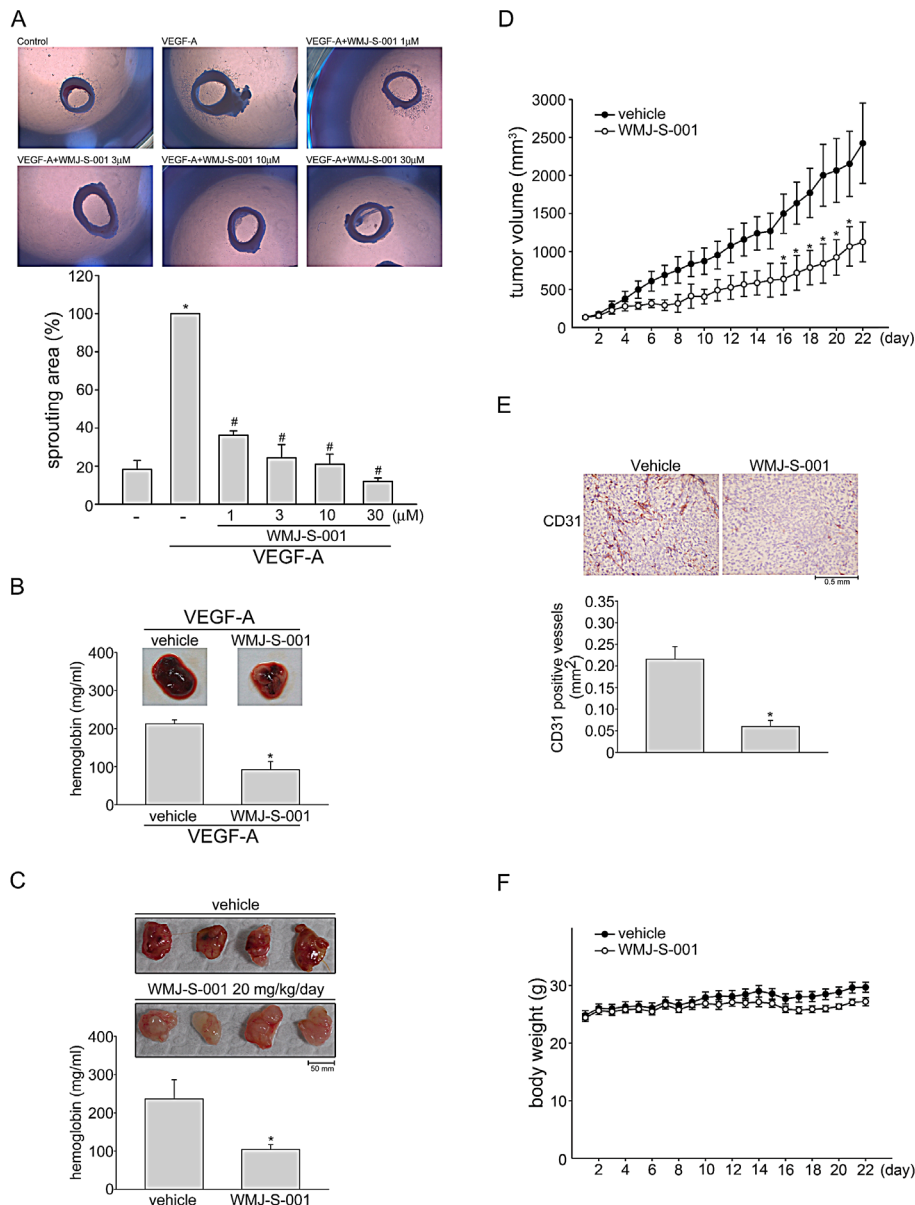 A
Control
VEGF-A
VEGF-A+WMJ-S-001 1μM
VEGF-A+WMJ-S-001 3μM
VEGF-A+WMJ-S-001 10μM
VEGF-A+WMJ-S-001 30μM
sprouting area (%)
120
100
80
60
40
20
0
*
#
#
#
#
- - 1 3 10 30 (μM)
WMJ-S-001
VEGF-A
B
VEGF-A
vehicle WMJ-S-001
hemoglobin (mg/ml)
400
300
200
100
0
*
vehicle WMJ-S-001
VEGF-A
C
vehicle
WMJ-S-001 20 mg/kg/day
50 mm
hemoglobin (mg/ml)
400
300
200
100
0
*
vehicle WMJ-S-001
D
vehicle
WMJ-S-001
tumor volume (mm³)
3000
2500
2000
1500
1000
500
0
* * * * * *
2 4 6 8 10 12 14 16 18 20 22 (day)
E
Vehicle WMJ-S-001
CD31
0.5 mm
CD31 positive vessels
(mm²)
0.35
0.30
0.25
0.20
0.15
0.10
0.05
0
*
F
vehicle
WMJ-S-001
body weight (g)
30
20
10
0
2 4 6 8 10 12 14 16 18 20 22 (day)